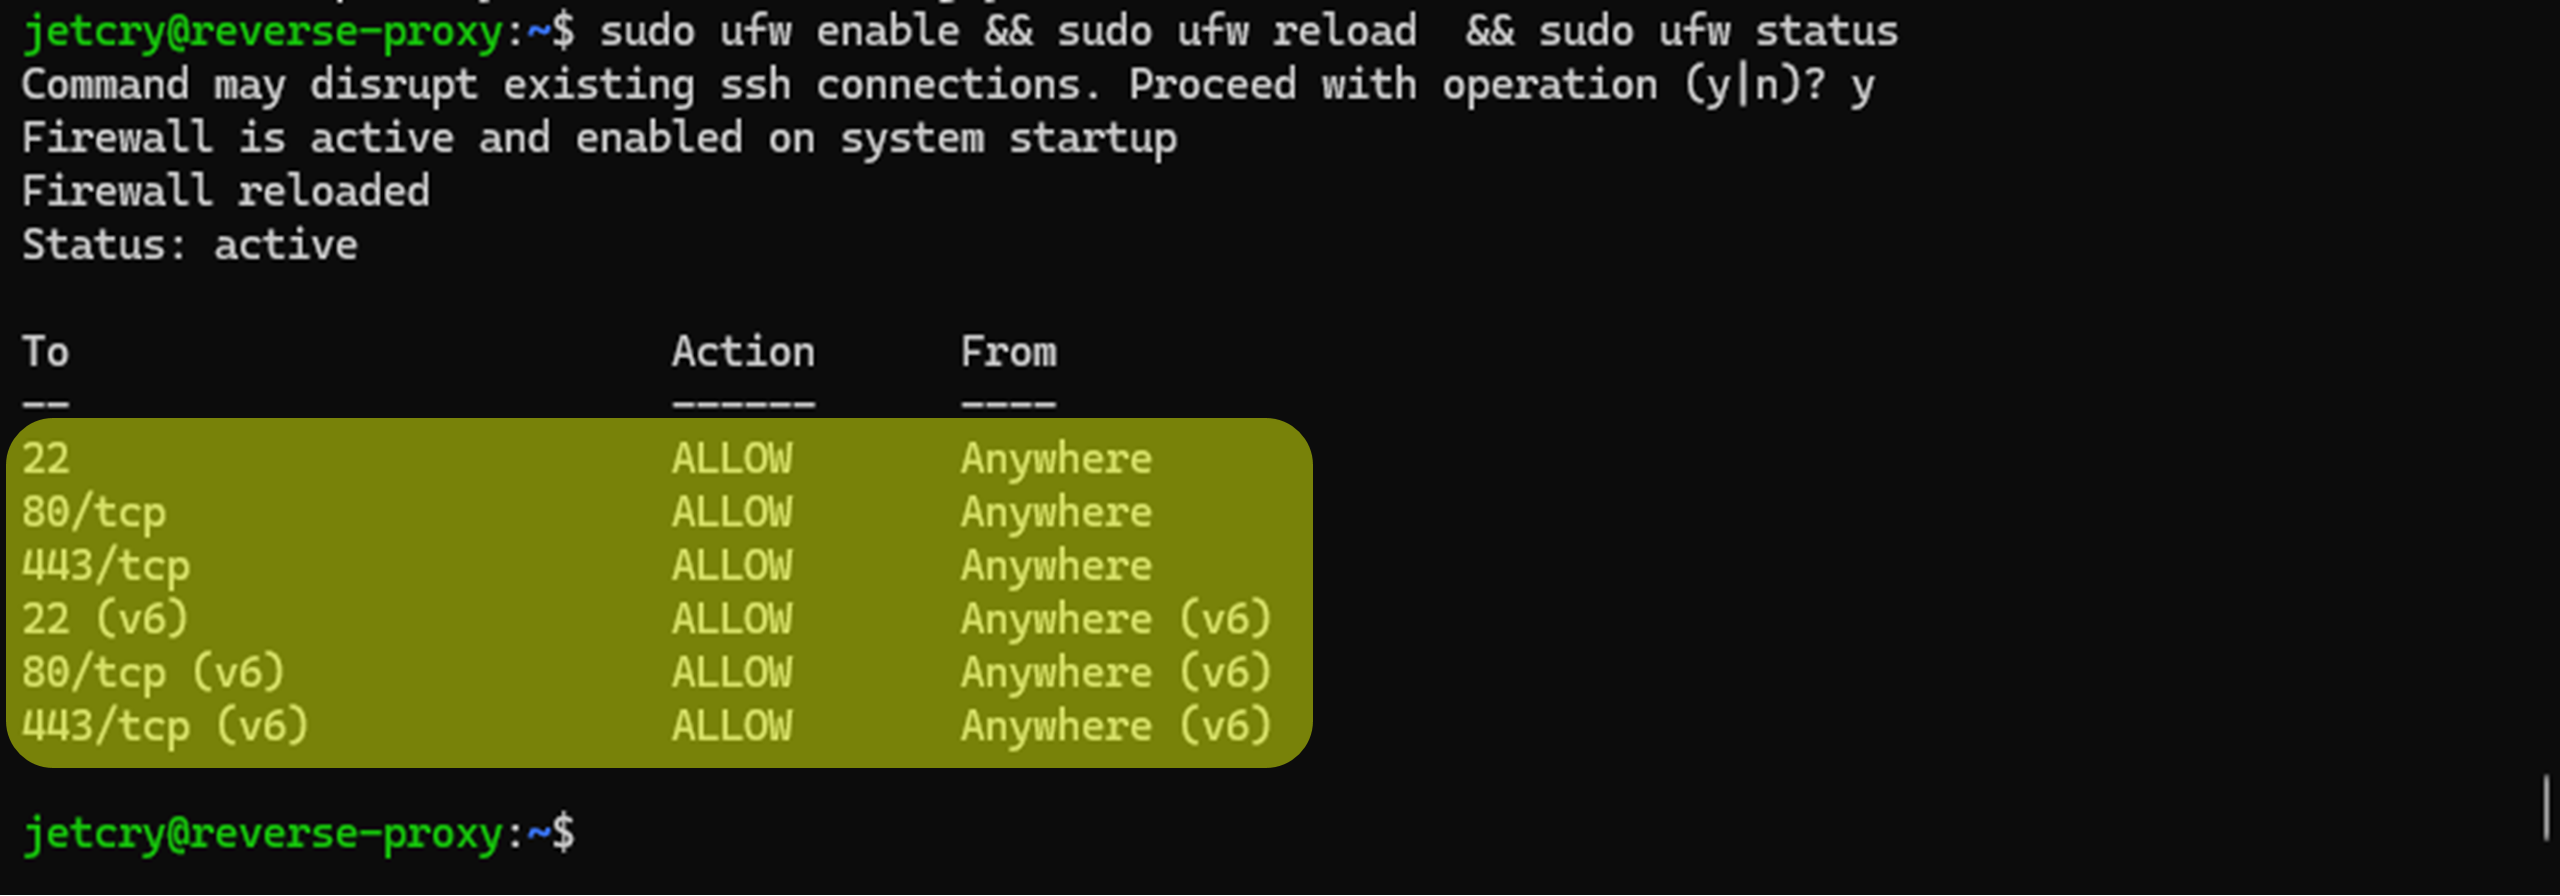 jetcry@reverse-proxy:~$ sudo ufw enable && sudo ufw reload  && sudo ufw status
Command may disrupt existing ssh connections. Proceed with operation (y|n)? y
Firewall is active and enabled on system startup
Firewall reloaded
Status: active
To                         Action      From
--                         ------      ----
22                         ALLOW       Anywhere
80/tcp                     ALLOW       Anywhere
443/tcp                    ALLOW       Anywhere
22 (v6)                    ALLOW       Anywhere (v6)
80/tcp (v6)                ALLOW       Anywhere (v6)
443/tcp (v6)               ALLOW       Anywhere (v6)
jetcry@reverse-proxy:~$